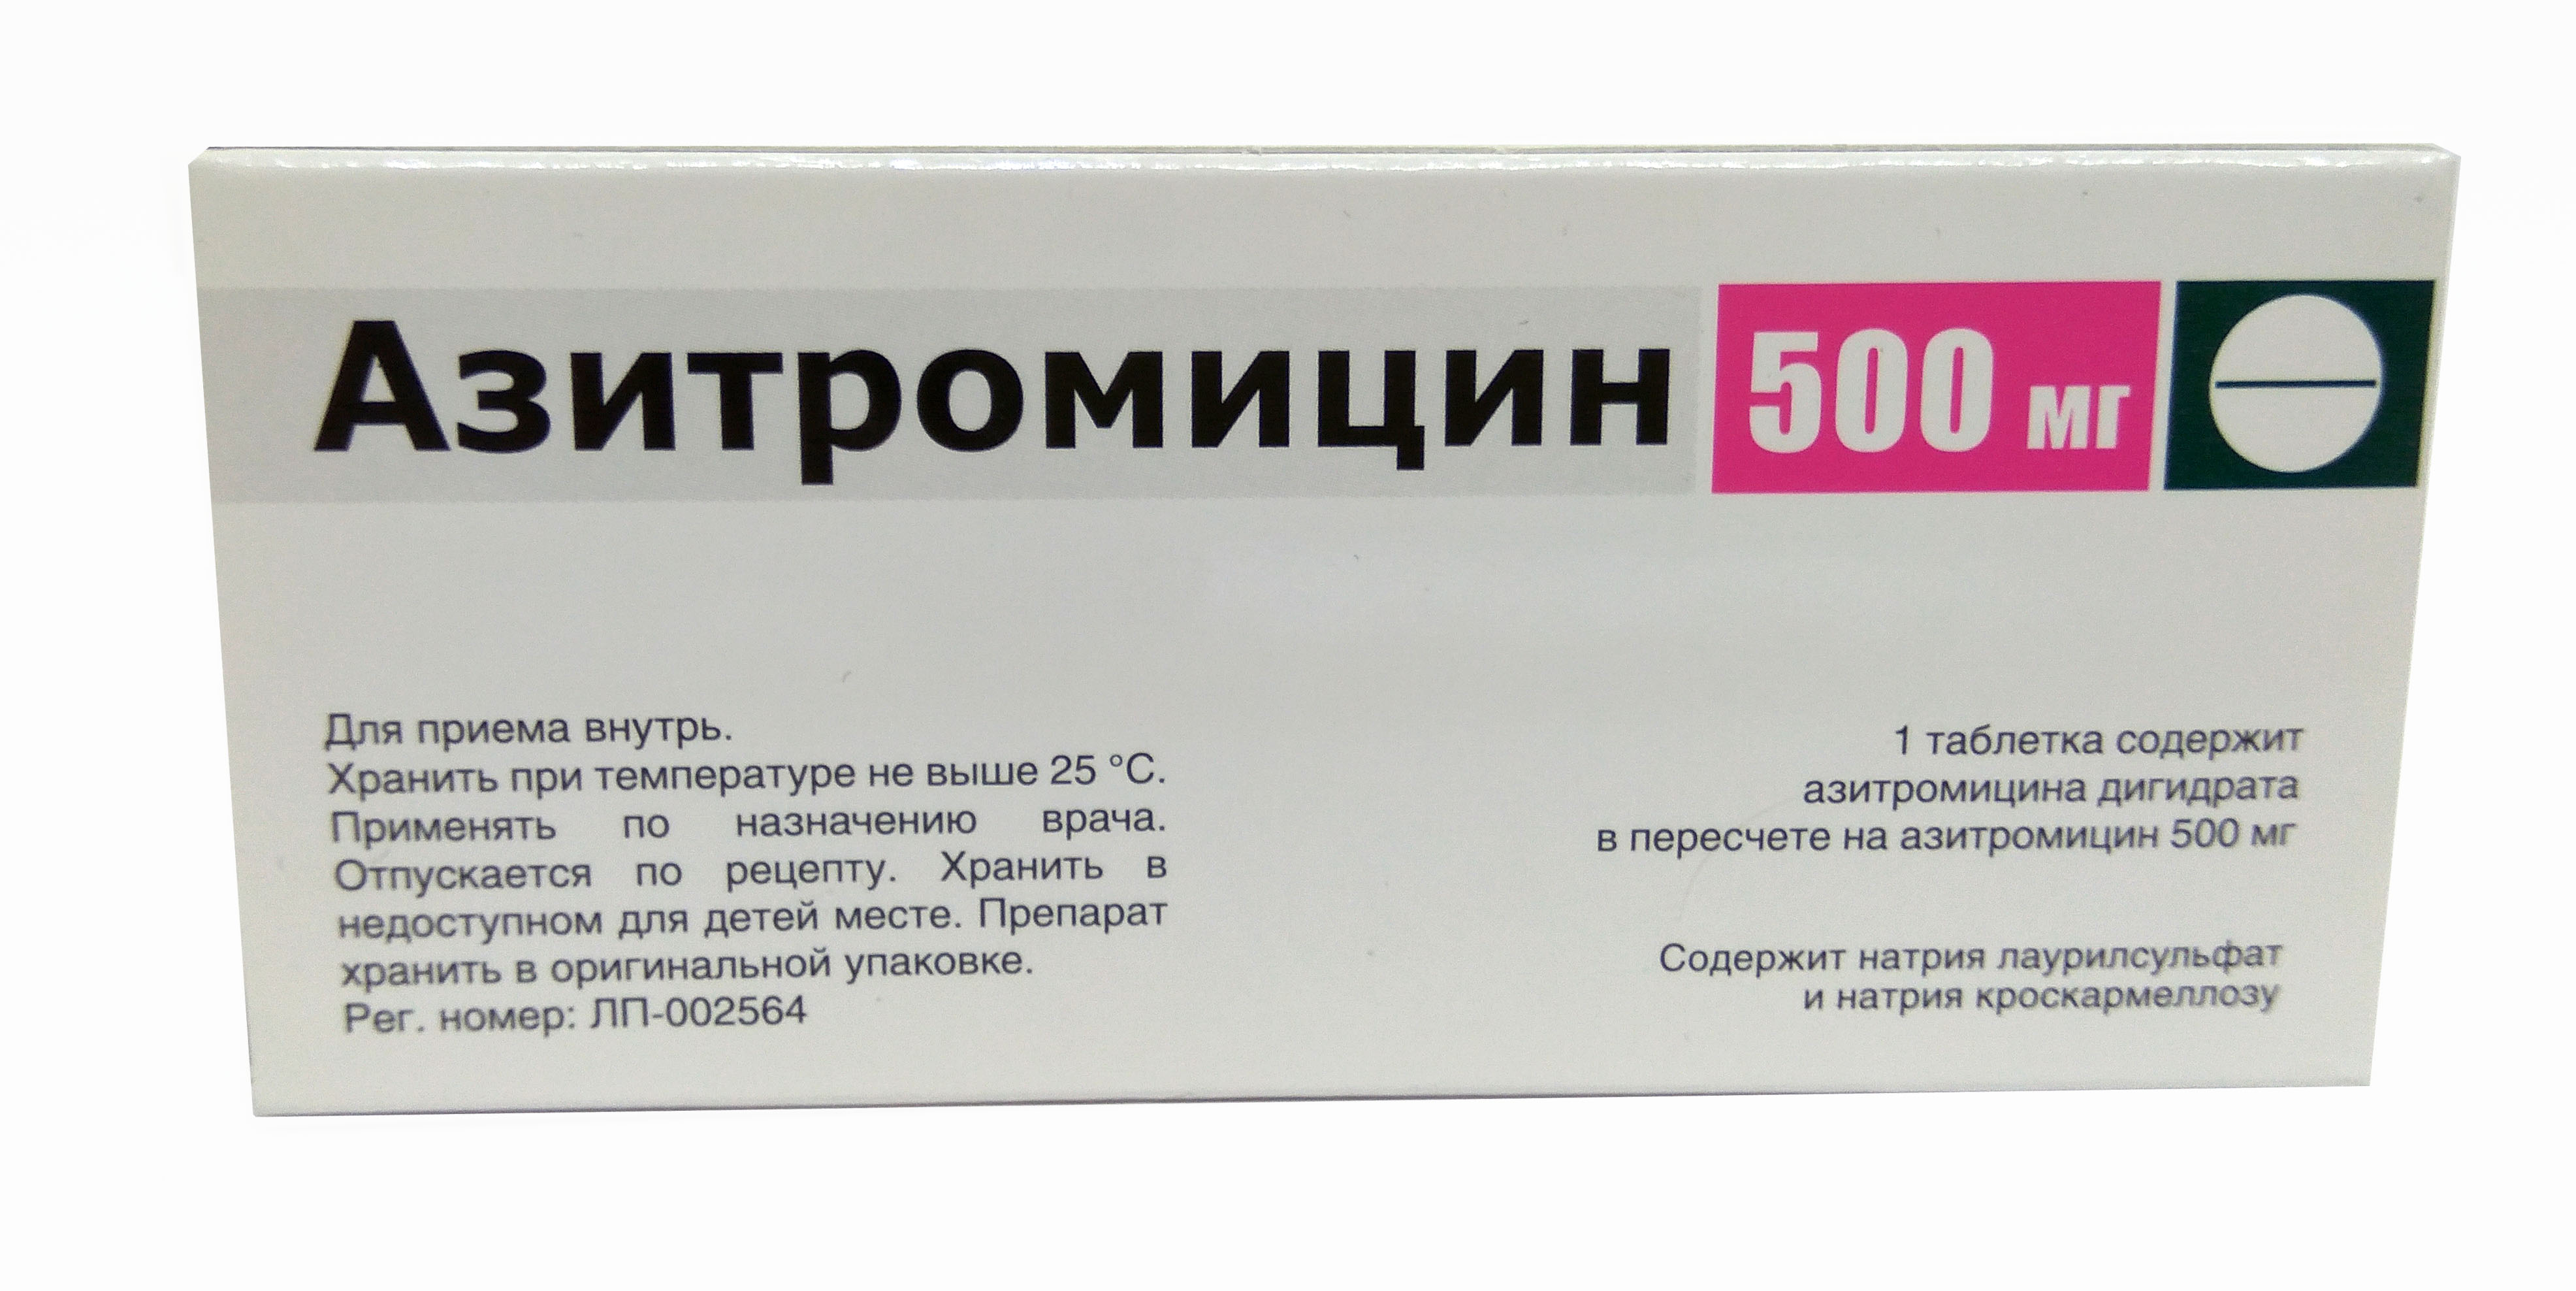 Азитромицин 500 мг
Для приема внутрь.
Хранить при температуре не выше 25 °С.
Применять по назначению врача.
Отпускается по рецепту. Хранить в
недоступном для детей месте. Препарат
хранить в оригинальной упаковке.
Рег. номер: ЛП-002564
1 таблетка содержит
азитромицина дигидрата
в пересчете на азитромицин 500 мг
Содержит натрия лаурилсульфат
и натрия кроскармеллозу